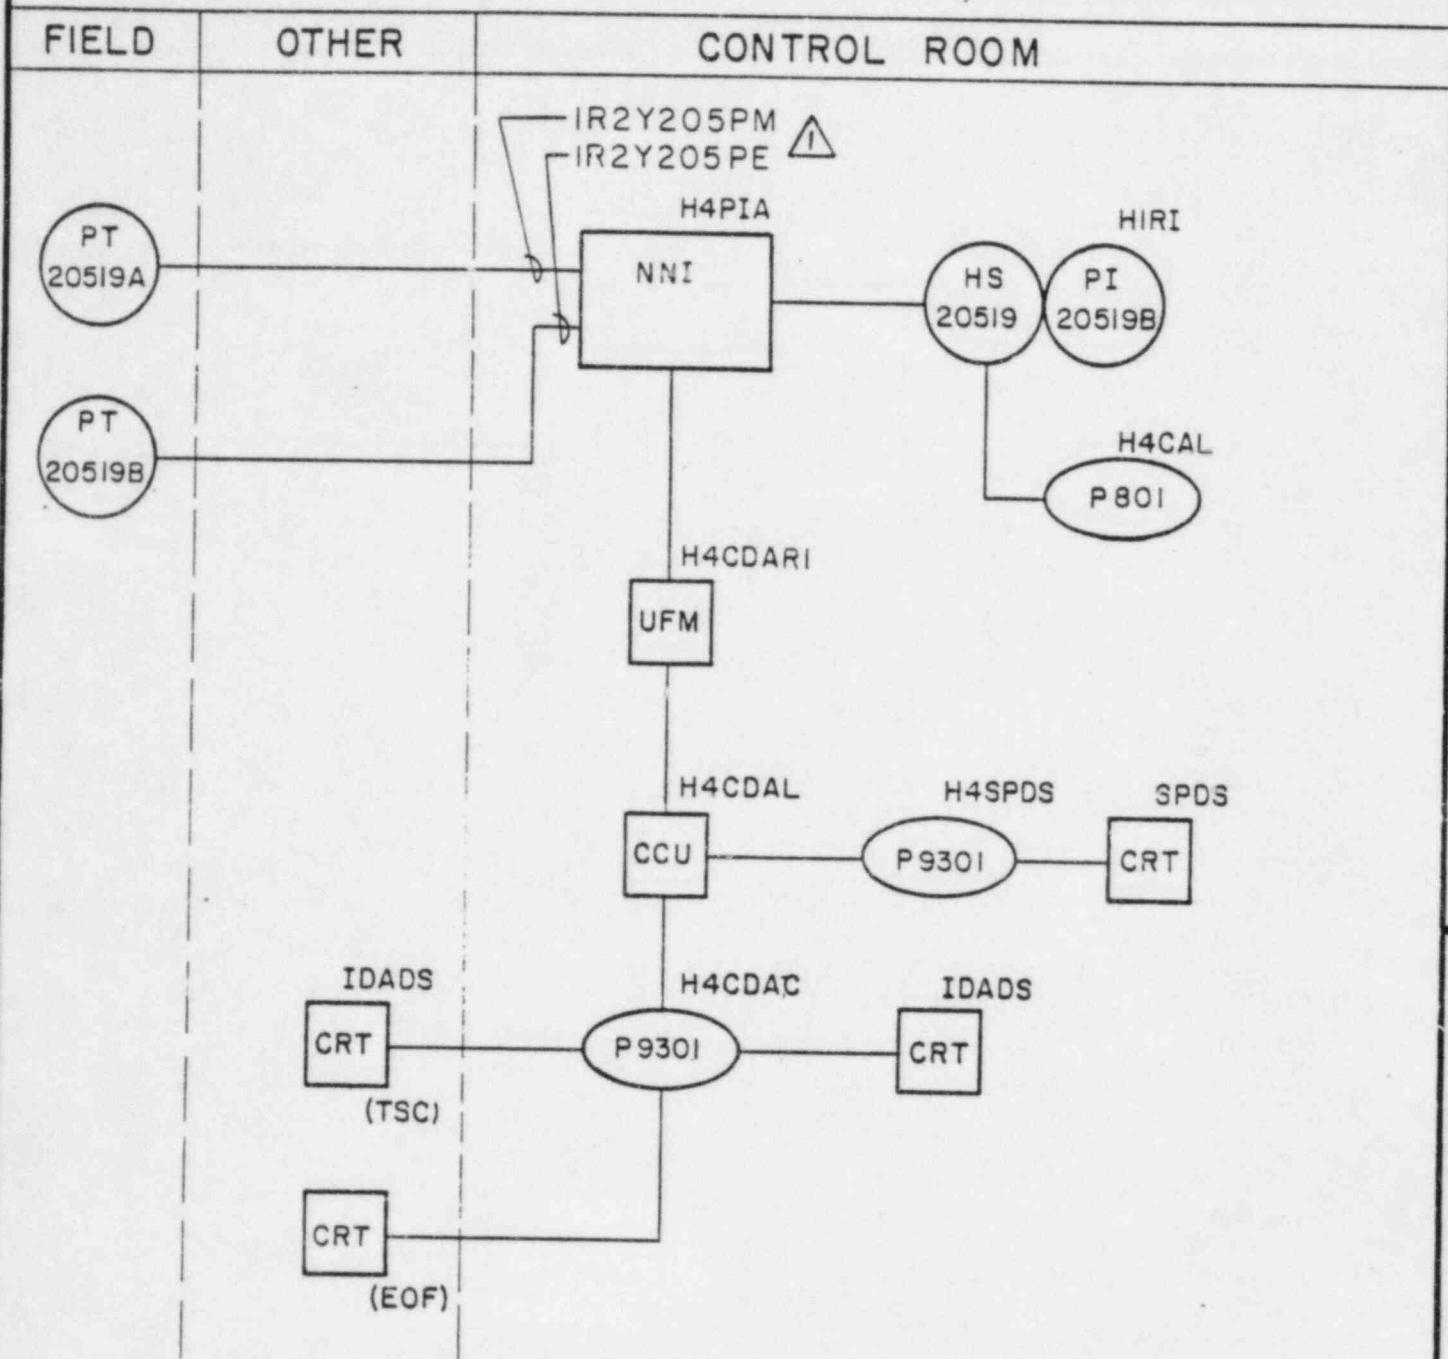 FIELD
OTHER
CONTROL ROOM
IR2Y205PM
IR2Y205PE
1
H4PIA
HIRI
PT
20519A
NNI
HS
20519
PI
20519B
PT
20519B
H4CAL
P801
H4CDARI
UFM
H4CDAL
H4SPDS
SPDS
CCU
P9301
CRT
IDADS
H4CDAC
IDADS
CRT
P9301
CRT
(TSC)
CRT
(EOF)